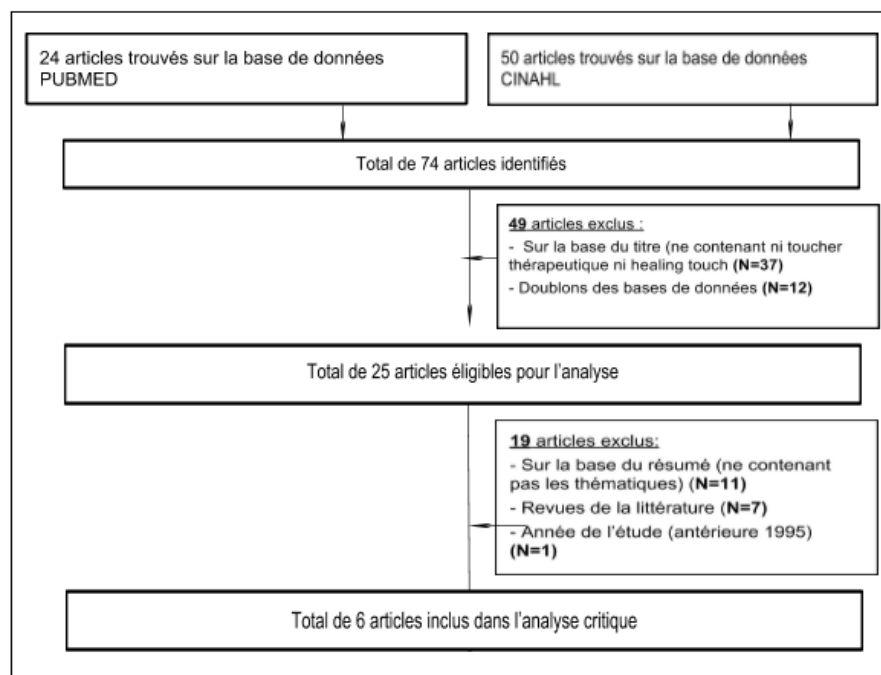 24 articles trouvés sur la base de données
PUBMED
50 articles trouvés sur la base de données
CINAHL
Total de 74 articles identifiés
49 articles exclus :
- Sur la base du titre (ne contenant ni toucher
thérapeutique ni healing touch (N=37)
- Doublons des bases de données (N=12)
Total de 25 articles éligibles pour l'analyse
19 articles exclus:
- Sur la base du résumé (ne contenant
pas les thématiques) (N=11)
- Revues de la littérature (N=7)
- Année de l'étude (antérieure 1995)
(N=1)
Total de 6 articles inclus dans l'analyse critique